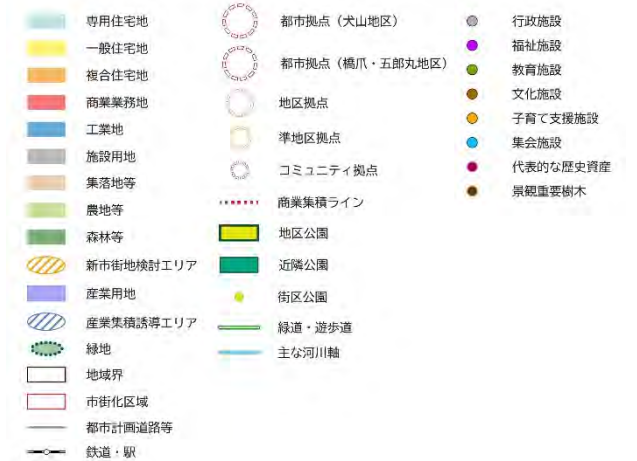 専用住宅地
一般住宅地
複合住宅地
商業業務地
工業地
施設用地
集落地等
農地等
森林等
新市街地検討エリア
産業用地
産業集積誘導エリア
緑地
地域界
市街化区域
都市計画道路等
鉄道・駅
都市拠点（犬山地区）
都市拠点（橋爪・五郎丸地区）
地区拠点
準地区拠点
コミュニティ拠点
商業集積ライン
地区公園
近隣公園
街区公園
緑道・遊歩道
主な河川軸
行政施設
福祉施設
教育施設
文化施設
子育て支援施設
集会施設
代表的な歴史資産
景観重要樹木